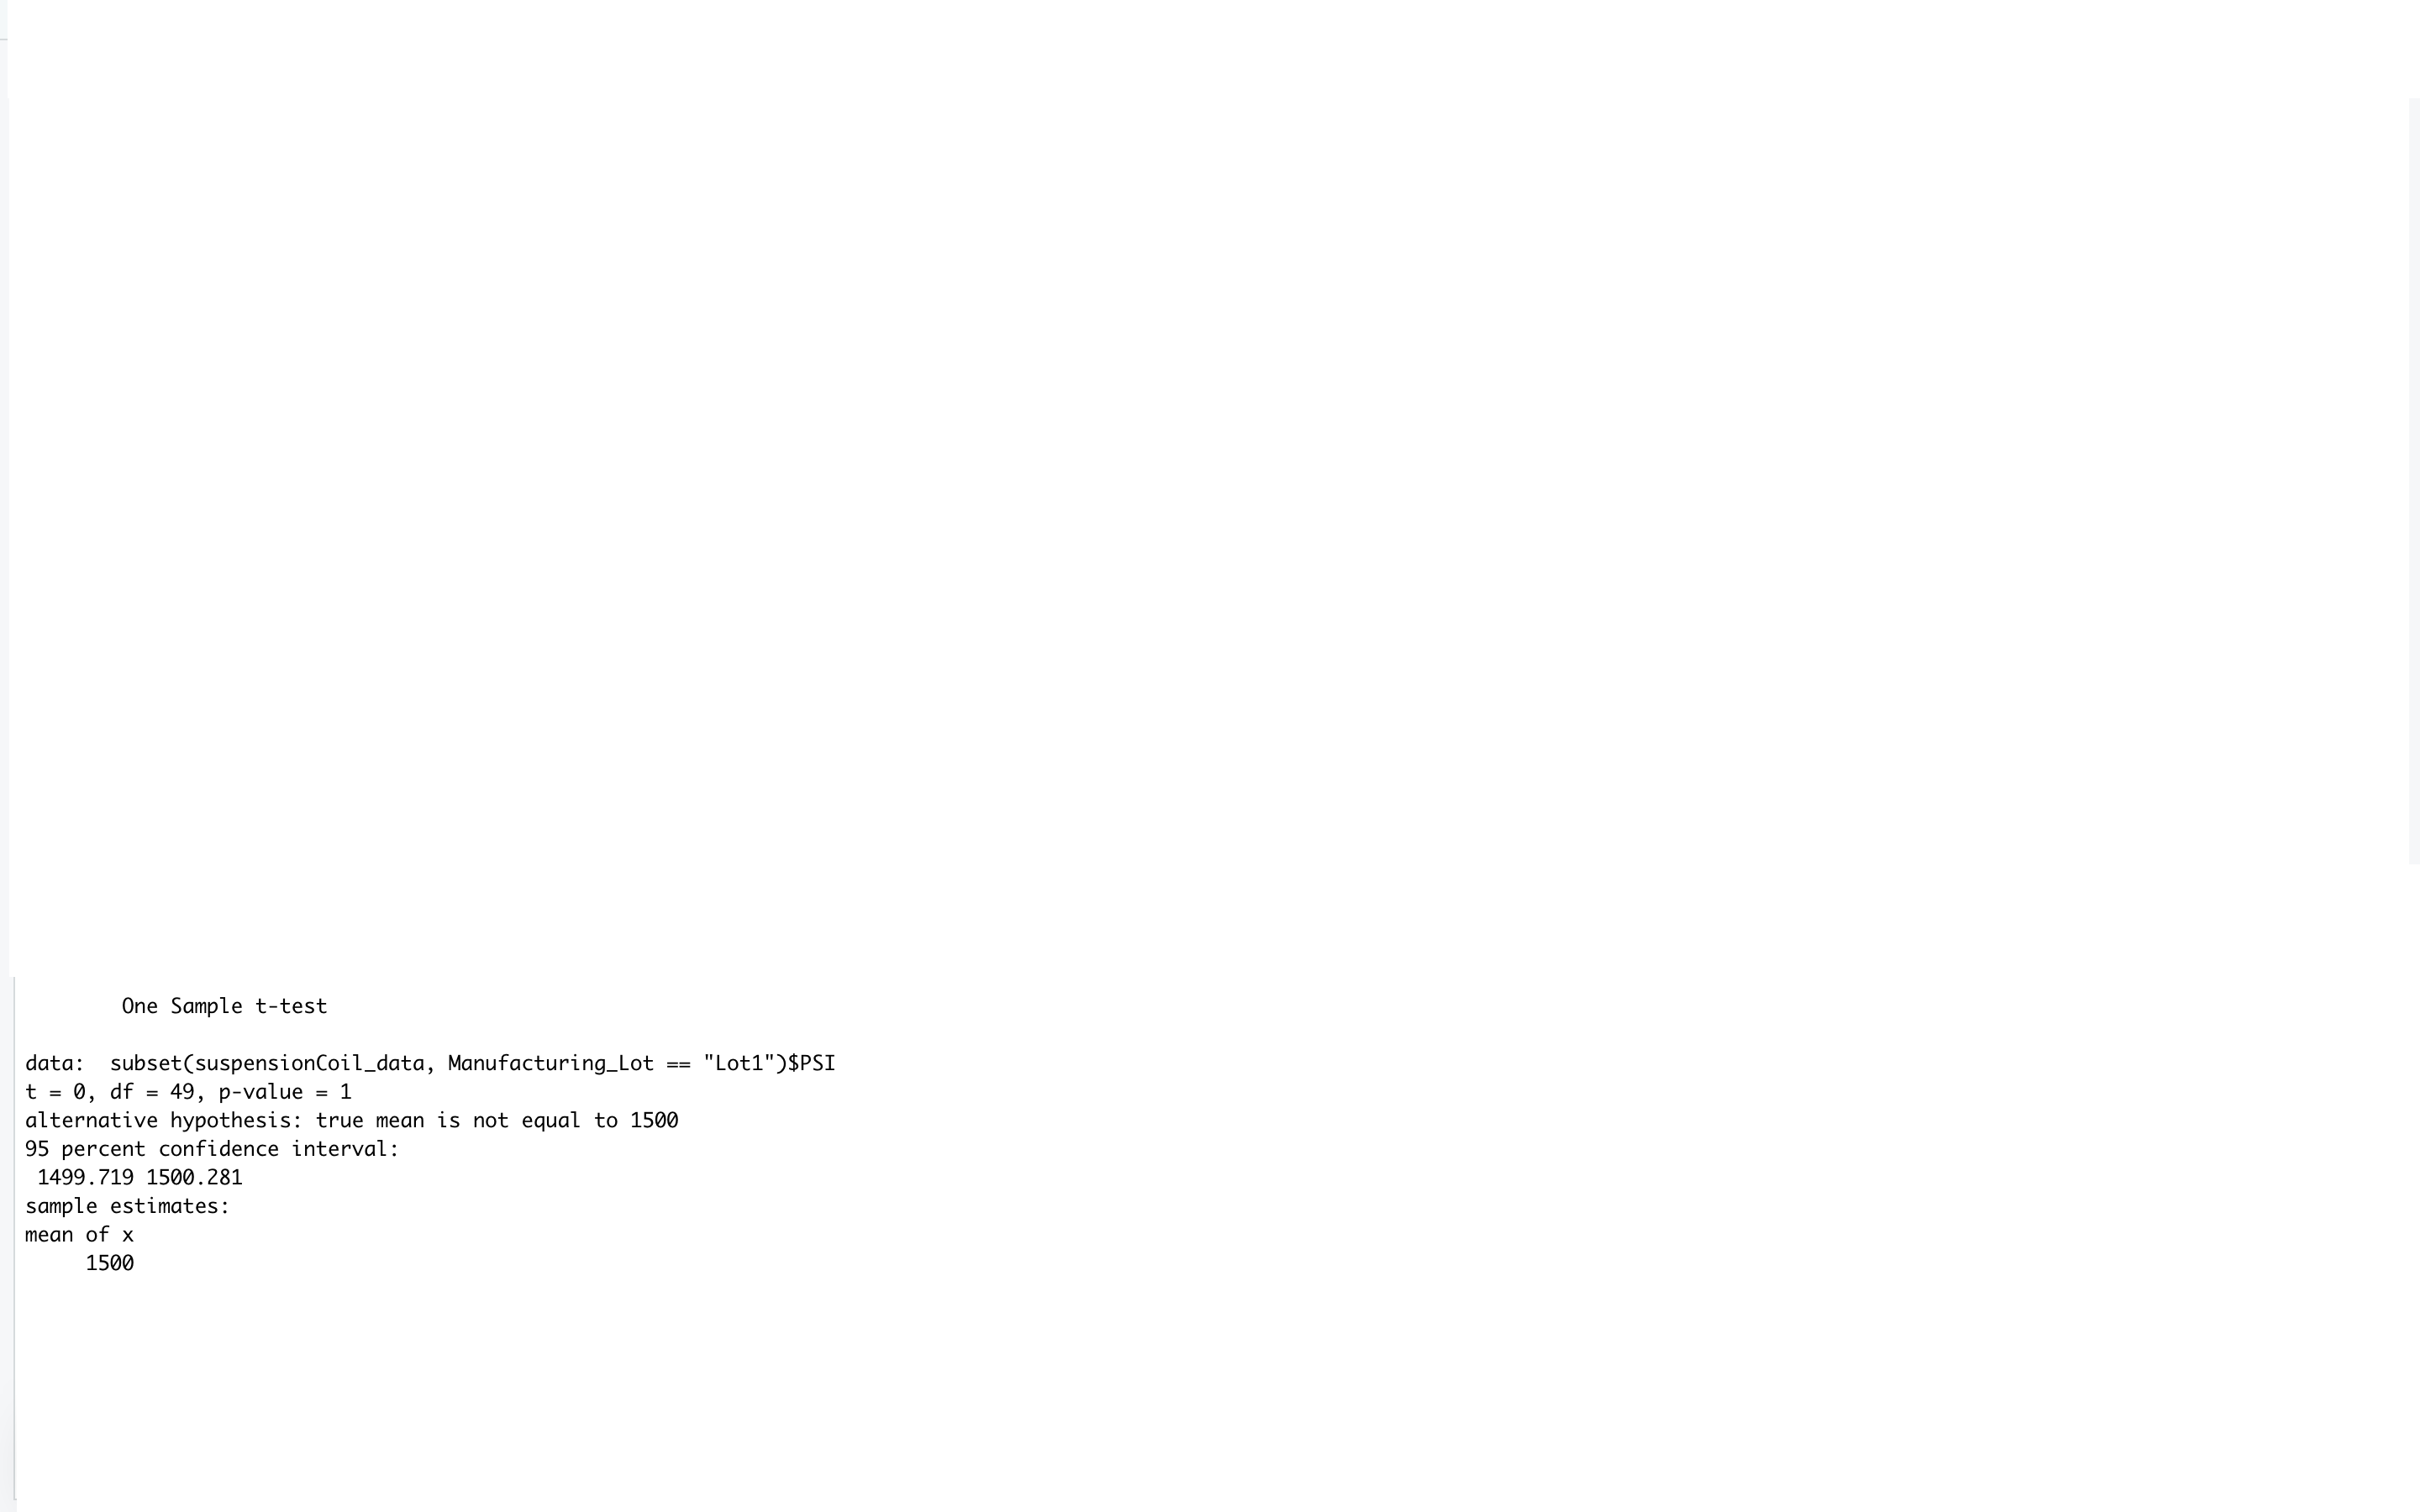 One Sample t-test
data:  subset(suspensionCoil_data, Manufacturing_Lot == "Lot1")$PSI
t = 0, df = 49, p-value = 1
alternative hypothesis: true mean is not equal to 1500
95 percent confidence interval:
1499.719 1500.281
sample estimates:
mean of x
1500